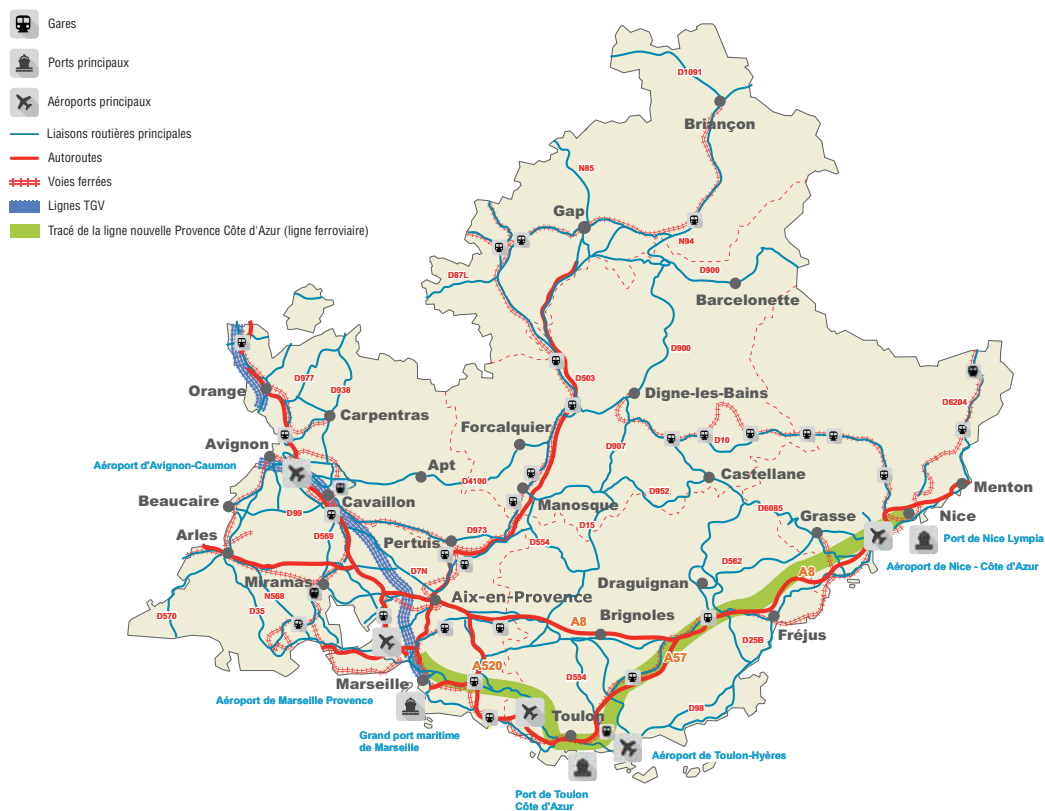 Gares
Ports principaux
Aéroports principaux
Liaisons routières principales
Autoroutes
Voies ferrées
Lignes TGV
Tracé de la ligne nouvelle Provence Côte d'Azur (ligne ferroviaire)
D1091
Briançon
N85
Gap
N94
D87L
D900
Barcelonette
D900
D977
D938
D503
Orange
Digne-les-Bains
D6204
Carpentras
Forcalquier
Avignon
D907
D10
Aéroport d'Avignon-Caumon
Apt
D4100
Castellane
Menton
Beaucaire
Cavaillon
Manosque
D952
D99
D15
D6085
Grasse
Nice
Arles
D569
D973
Pertuis
D554
Port de Nice Lympia
D562
Aéroport de Nice - Côte d'Azur
D7N
A8
Miramas
Draguignan
N568
Aix-en-Provence
D35
Brignoles
D570
A8
Fréjus
D25B
A57
A520
D554
Marseille
Aéroport de Marseille Provence
D98
Toulon
Grand port maritime
de Marseille
Aéroport de Toulon-Hyères
Port de Toulon
Côte d'Azur